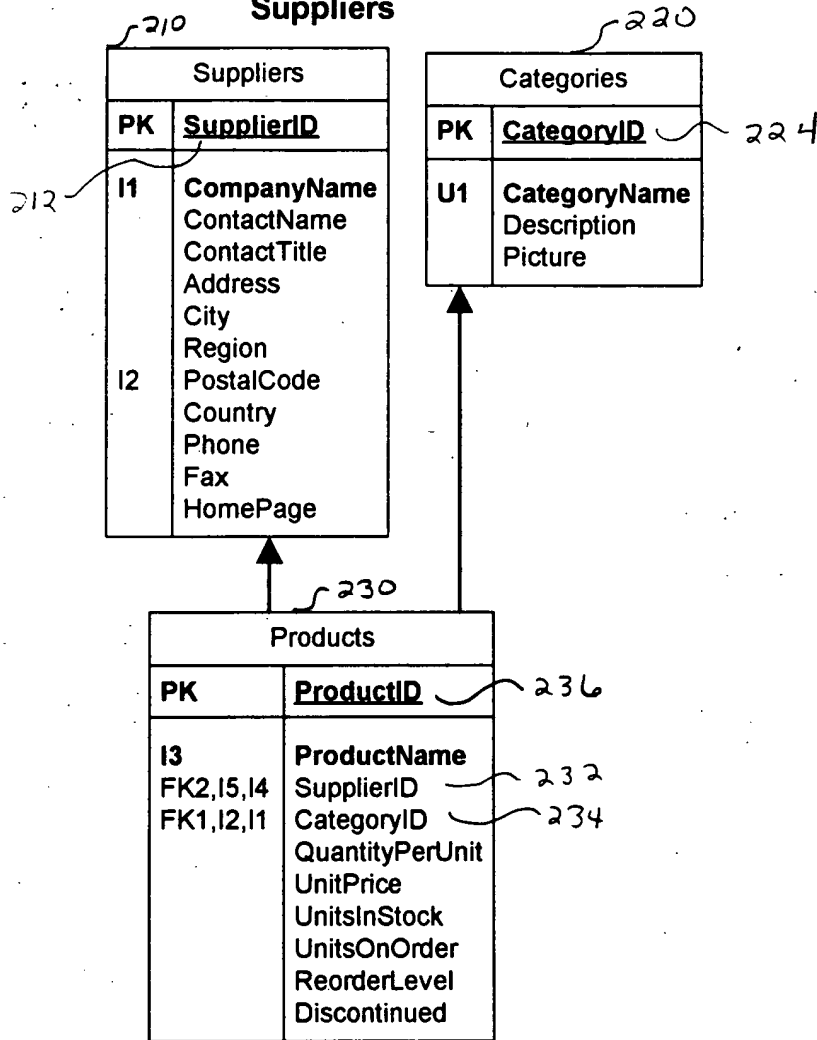 Suppliers
210
220
Suppliers
PK SupplierID
212
I1 CompanyName
ContactName
ContactTitle
Address
City
Region
I2 PostalCode
Country
Phone
Fax
HomePage
Categories
PK CategoryID 224
U1 CategoryName
Description
Picture
230
Products
PK ProductID 236
I3 ProductName
FK2,I5,I4 SupplierID 232
FK1,I2,I1 CategoryID 234
QuantityPerUnit
UnitPrice
UnitsInStock
UnitsOnOrder
ReorderLevel
Discontinued